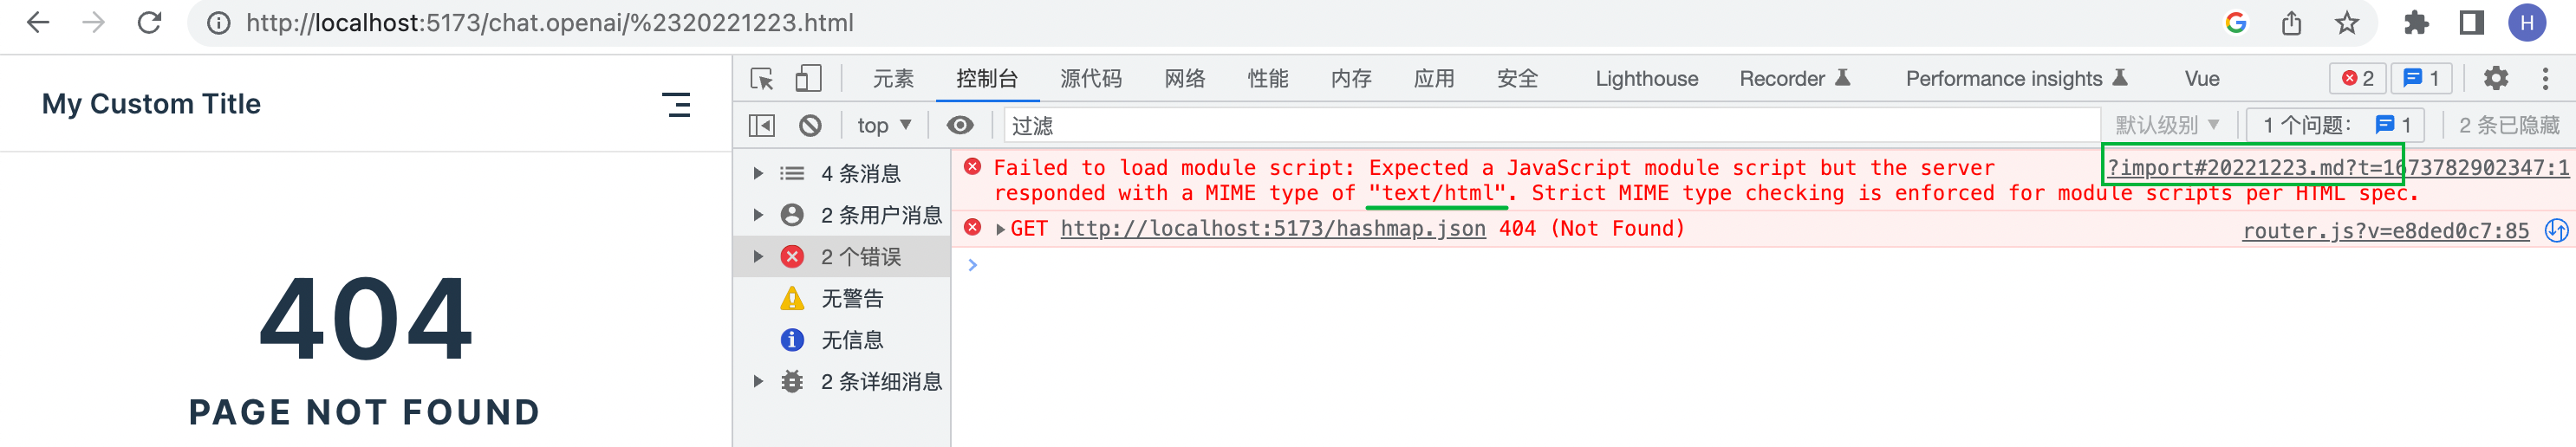 http://localhost:5173/chat.openai/%2320221223.html
H
My Custom Title
404
PAGE NOT FOUND
元素 控制台 源代码 网络 性能 内存 应用 安全 Lighthouse Recorder Performance insights Vue 2 1
top 过滤 默认级别 1 个问题: 1 2 条已隐藏
4 条消息
2 条用户消息
2 个错误
无警告
无信息
2 条详细消息
Failed to load module script: Expected a JavaScript module script but the server ?import#20221223.md?t=1673782902347:1
responded with a MIME type of "text/html". Strict MIME type checking is enforced for module scripts per HTML spec.
GET http://localhost:5173/hashmap.json 404 (Not Found) router.js?v=e8ded0c7:85